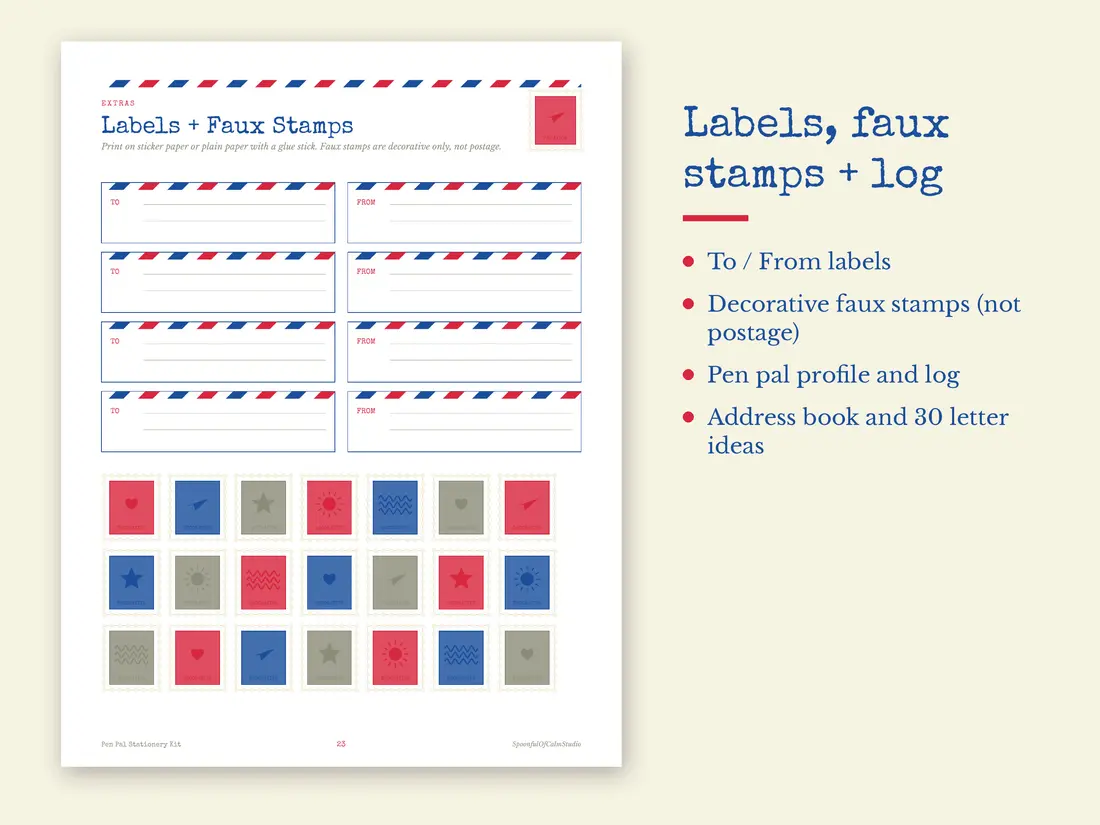 EXTRAS
Labels + Faux Stamps
Print on sticker paper or plain paper with a glue stick. Faux stamps are decorative only, not postage.
TO
FROM
TO
FROM
TO
FROM
TO
FROM
Pen Pal Stationery Kit
23
SpoonfulOfCalmStudio
Labels, faux
stamps + log
To / From labels
Decorative faux stamps (not
postage)
Pen pal profile and log
Address book and 30 letter
ideas